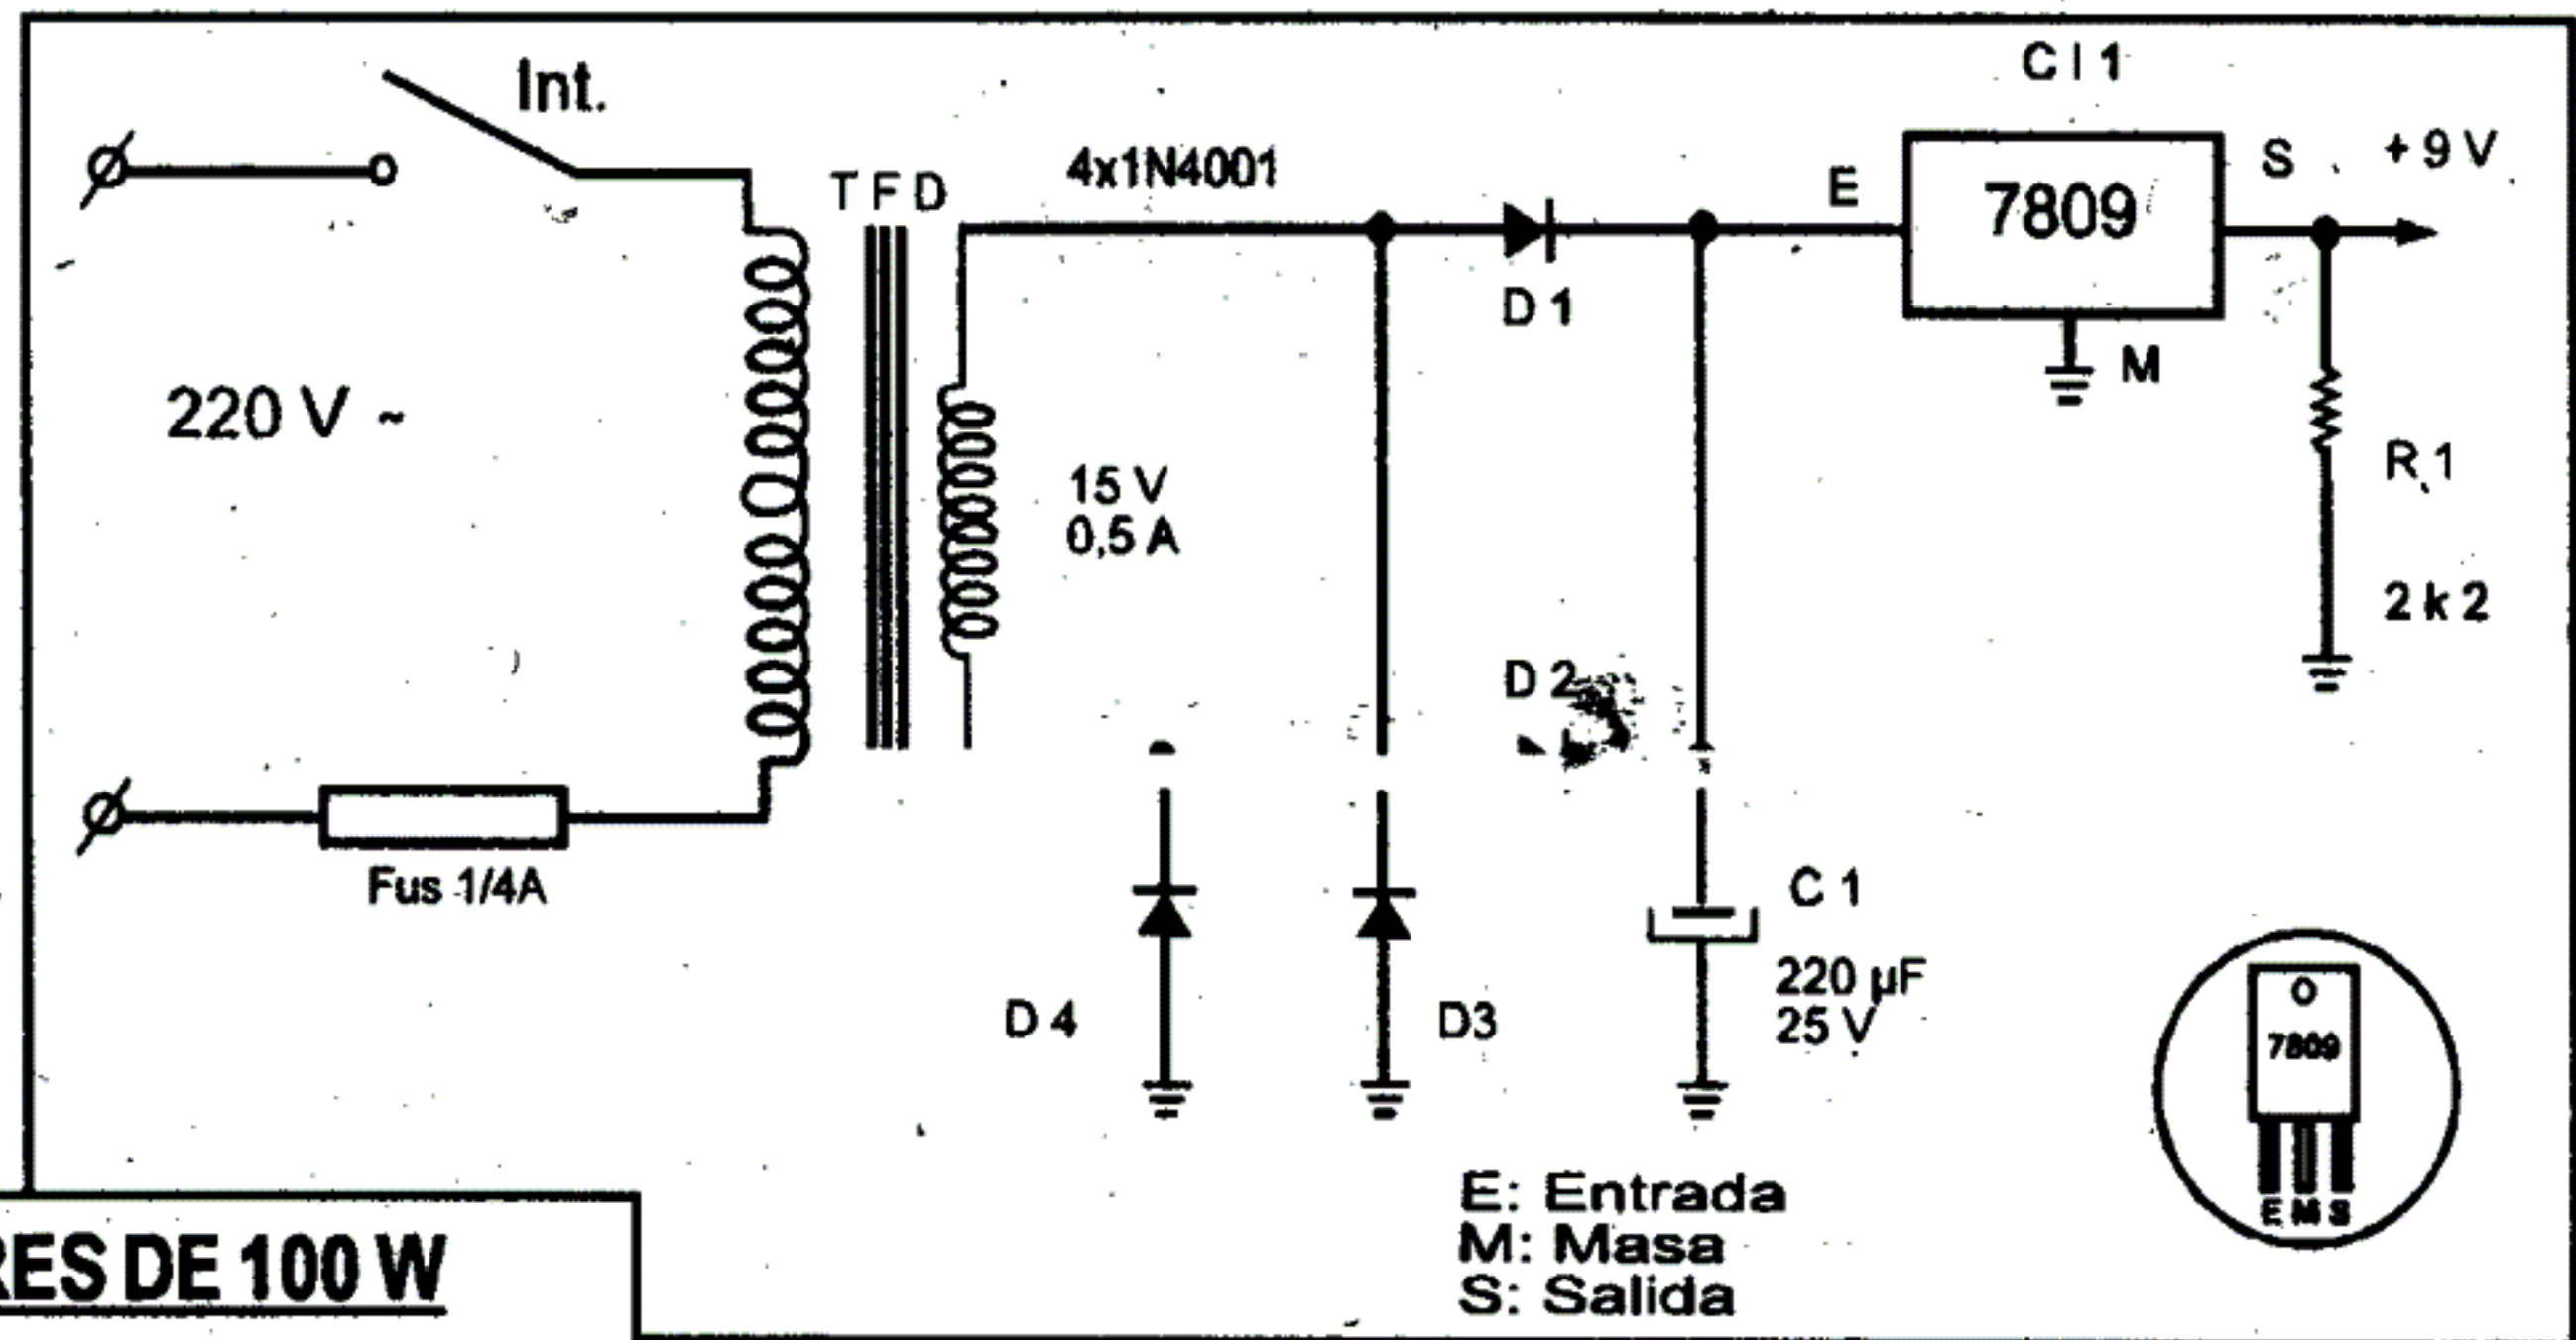 Int.
C I 1
T F D
4x1N4001
E
7809
S
+ 9 V
D 1
M
220 V ~
R 1
15 V
0,5 A
2 k 2
D 2
Fus 1/4A
C 1
220 µF
25 V
D 4
D3
7809
E M S
E: Entrada
M: Masa
S: Salida
RES DE 100 W